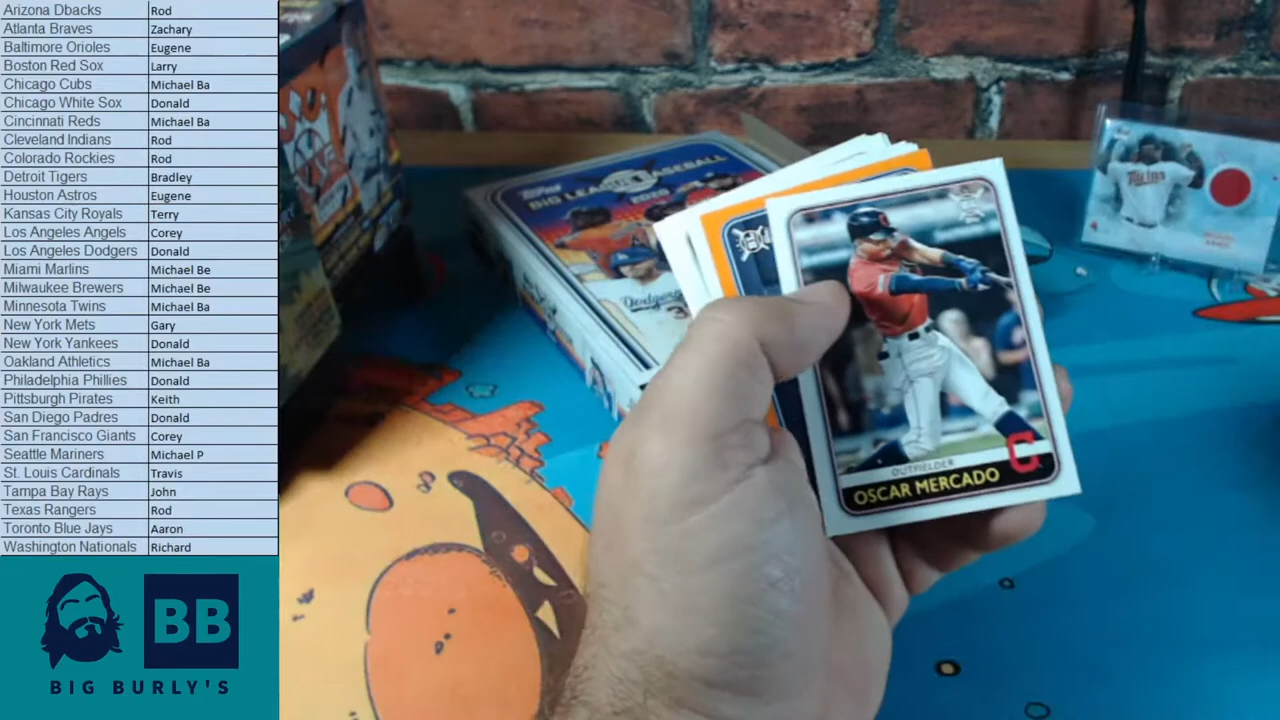 Arizona Dbacks Rod
Atlanta Braves Zachary
Baltimore Orioles Eugene
Boston Red Sox Larry
Chicago Cubs Michael Ba
Chicago White Sox Donald
Cincinnati Reds Michael Ba
Cleveland Indians Rod
Colorado Rockies Rod
Detroit Tigers Bradley
Houston Astros Eugene
Kansas City Royals Terry
Los Angeles Angels Corey
Los Angeles Dodgers Donald
Miami Marlins Michael Be
Milwaukee Brewers Michael Be
Minnesota Twins Michael Ba
New York Mets Gary
New York Yankees Donald
Oakland Athletics Michael Ba
Philadelphia Phillies Donald
Pittsburgh Pirates Keith
San Diego Padres Donald
San Francisco Giants Corey
Seattle Mariners Michael P
St. Louis Cardinals Travis
Tampa Bay Rays John
Texas Rangers Rod
Toronto Blue Jays Aaron
Washington Nationals Richard
BB
BIG BURLY'S
Topps
BIG LEAGUE BASEBALL
2020
Dodgers
OUTFIELDER
C
OSCAR MERCADO
Twins